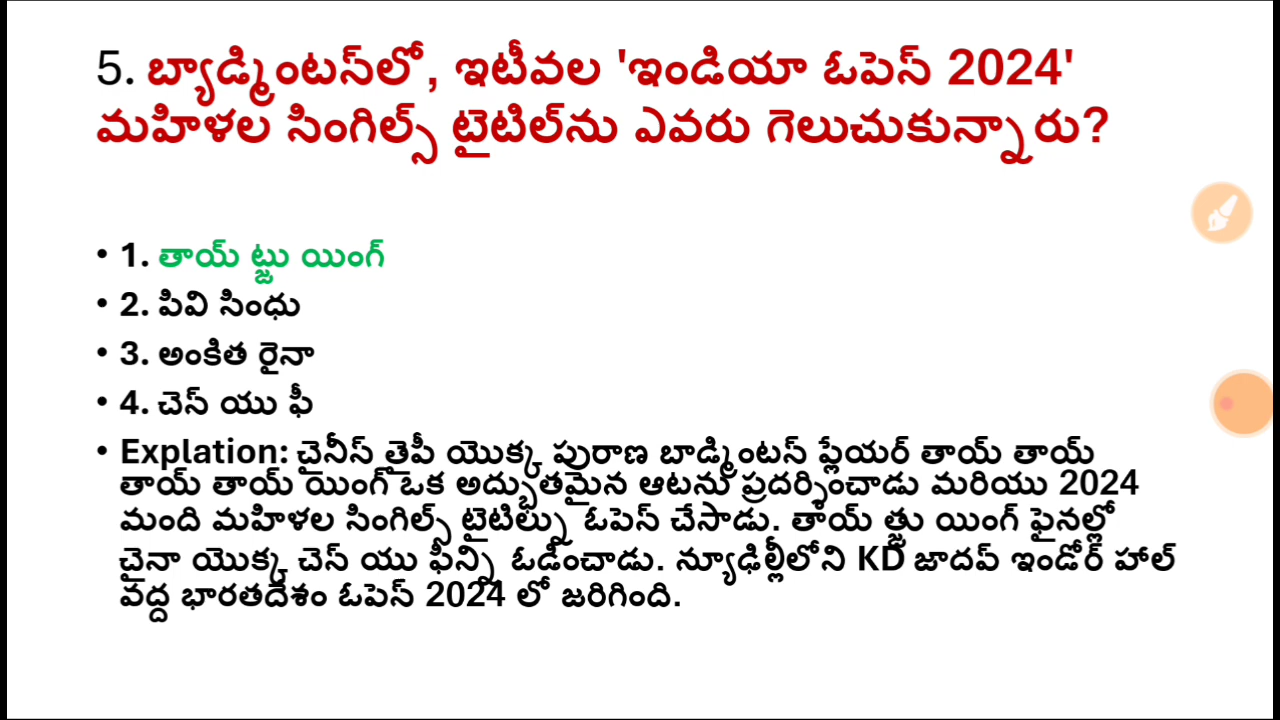 5. బ్యాడ్మింటన్‌లో, ఇటీవల 'ఇండియా ఓపెన్ 2024'
మహిళల సింగిల్స్ టైటిల్‌ను ఎవరు గెలుచుకున్నారు?
• 1. తాయ్ ట్జు యింగ్
• 2. పివి సింధు
• 3. అంకిత రైనా
• 4. చెన్ యు ఫీ
• Explation: చైనీస్ తైపీ యొక్క పురాణ బాడ్మింటన్ ప్లేయర్ తాయ్ తాయ్
తాయ్ తాయ్ యింగ్ ఒక అద్భుతమైన ఆటను ప్రదర్శించాడు మరియు 2024
మంది మహిళల సింగిల్స్ టైటిల్ను ఓపెన్ చేసాడు. తాయ్ త్జు యింగ్ ఫైనల్లో
చైనా యొక్క చెన్ యు ఫీన్ని ఓడించాడు. న్యూఢిల్లీలోని KD జాదవ్ ఇండోర్ హాల్
వద్ద భారతదేశం ఓపెన్ 2024 లో జరిగింది.